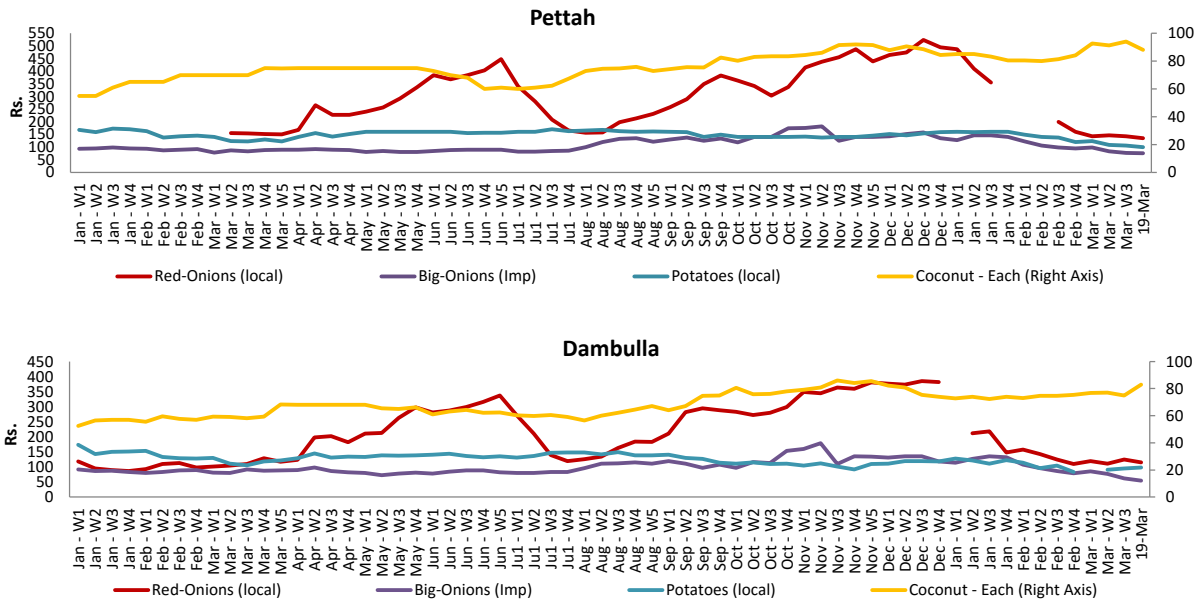 Pettah
Rs.
550
500
450
400
350
300
250
200
150
100
50
0
100
80
60
40
20
0
Jan - W1
Jan - W2
Jan - W3
Jan - W4
Feb - W1
Feb - W2
Feb - W3
Feb - W4
Mar - W1
Mar - W2
Mar - W3
Mar - W4
Mar - W5
Apr - W1
Apr - W2
Apr - W3
Apr - W4
May - W1
May - W2
May - W3
May - W4
Jun - W1
Jun - W2
Jun - W3
Jun - W4
Jun - W5
Ju1 - W1
Ju1 - W2
Ju1 - W3
Ju1 - W4
Aug - W1
Aug - W2
Aug - W3
Aug - W4
Aug - W5
Sep - W1
Sep - W2
Sep - W3
Sep - W4
Oct - W1
Oct - W2
Oct - W3
Oct - W4
Nov - W1
Nov - W2
Nov - W3
Nov - W4
Nov - W5
Dec - W1
Dec - W2
Dec - W3
Dec - W4
Jan - W1
Jan - W2
Jan - W3
Jan - W4
Feb - W1
Feb - W2
Feb - W3
Feb - W4
Mar - W1
Mar - W2
Mar - W3
19-Mar
Red-Onions (local) Big-Onions (Imp) Potatoes (local) Coconut - Each (Right Axis)
Dambulla
Rs.
450
400
350
300
250
200
150
100
50
0
100
80
60
40
20
0
Jan - W1
Jan - W2
Jan - W3
Jan - W4
Feb - W1
Feb - W2
Feb - W3
Feb - W4
Mar - W1
Mar - W2
Mar - W3
Mar - W4
Mar - W5
Apr - W1
Apr - W2
Apr - W3
Apr - W4
May - W1
May - W2
May - W3
May - W4
Jun - W1
Jun - W2
Jun - W3
Jun - W4
Jun - W5
Ju1 - W1
Ju1 - W2
Ju1 - W3
Ju1 - W4
Aug - W1
Aug - W2
Aug - W3
Aug - W4
Aug - W5
Sep - W1
Sep - W2
Sep - W3
Sep - W4
Oct - W1
Oct - W2
Oct - W3
Oct - W4
Nov - W1
Nov - W2
Nov - W3
Nov - W4
Nov - W5
Dec - W1
Dec - W2
Dec - W3
Dec - W4
Jan - W1
Jan - W2
Jan - W3
Jan - W4
Feb - W1
Feb - W2
Feb - W3
Feb - W4
Mar - W1
Mar - W2
Mar - W3
19-Mar
Red-Onions (local) Big-Onions (Imp) Potatoes (local) Coconut - Each (Right Axis)